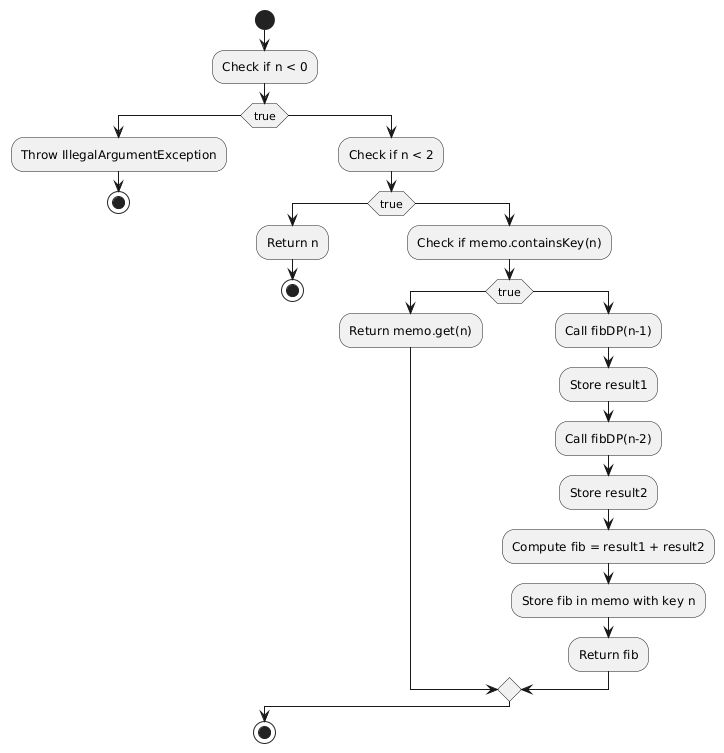 Check if n < 0
true
Throw IllegalArgumentException
Check if n < 2
true
Return n
Check if memo.containsKey(n)
true
Return memo.get(n)
Call fibDP(n-1)
Store result1
Call fibDP(n-2)
Store result2
Compute fib = result1 + result2
Store fib in memo with key n
Return fib